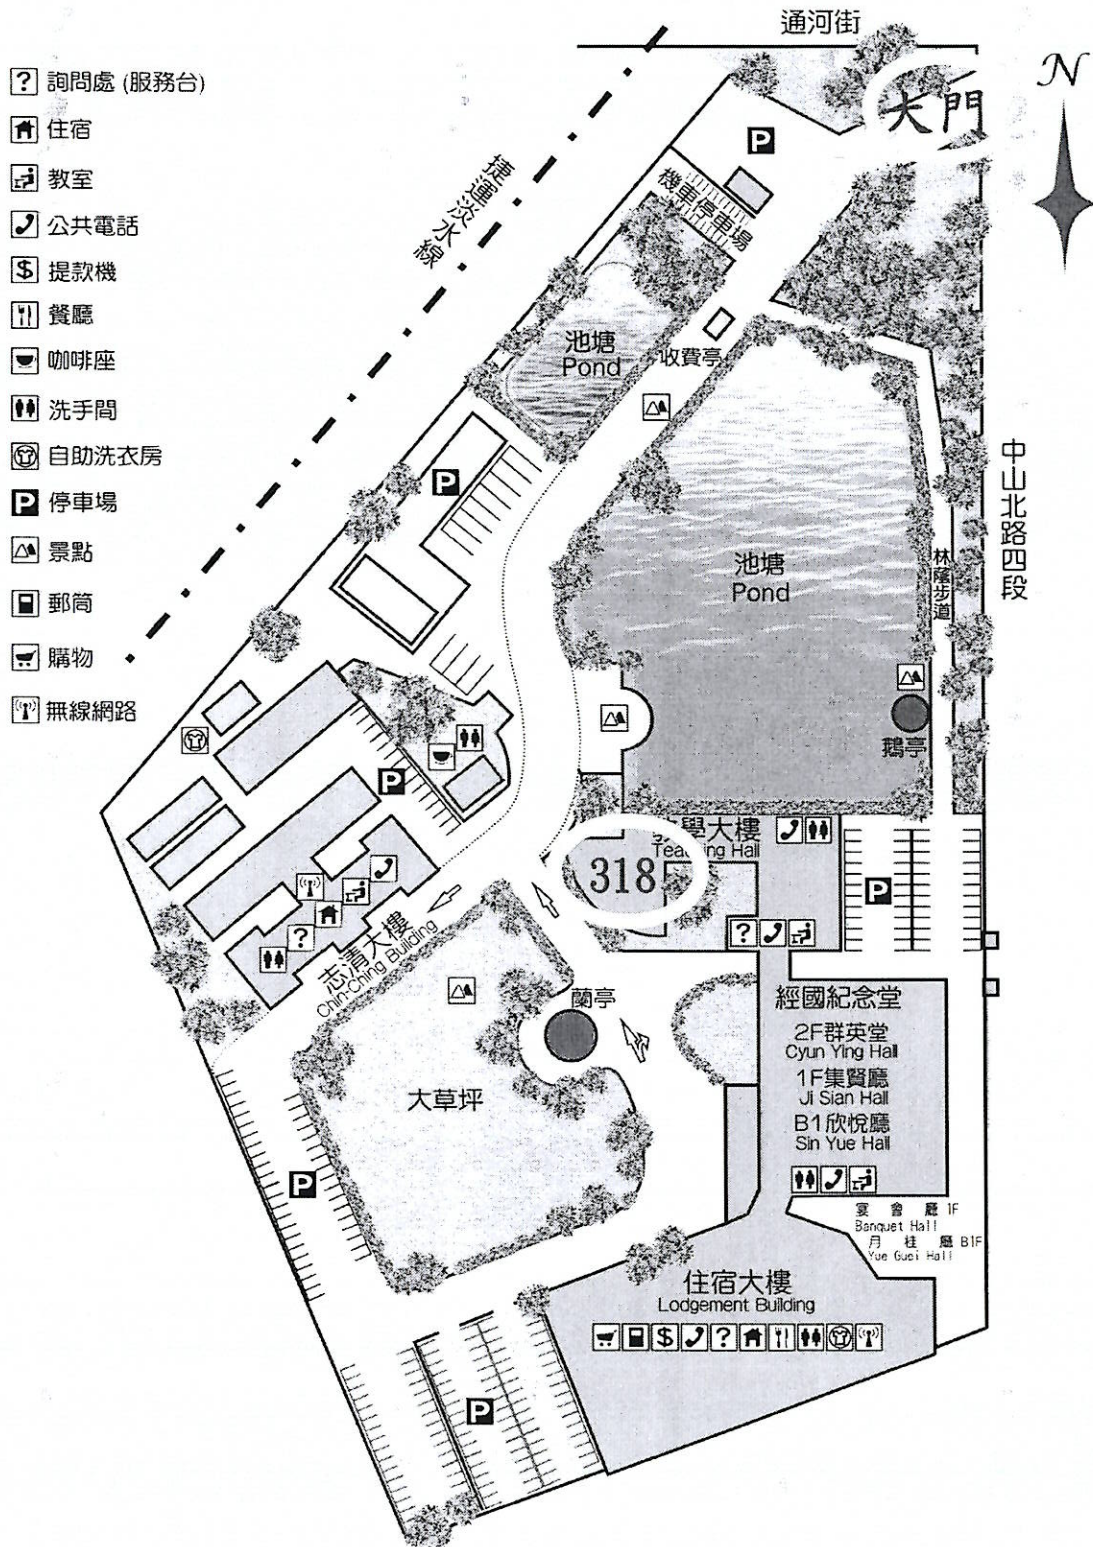 通河街
N
大門
? 詢問處 (服務台)
住宿
教室
公共電話
$ 提款機
餐廳
咖啡座
洗手間
自助洗衣房
P 停車場
景點
郵筒
購物
無線網路
捷運淡水線
P
機車停車場
池塘
Pond
收費亭
中山北路四段
P
池塘
Pond
林蔭步道
鵝亭
P
教學大樓
Teaching Hall
318
P
?
?
志清大樓
Chin-Ching Building
蘭亭
經國紀念堂
2F群英堂
Cyun Ying Hall
1F集賢廳
Ji Sian Hall
B1欣悅廳
Sin Yue Hall
大草坪
P
宴會廳 1F
Banquet Hall
月桂廳 B1F
Yue Guei Hall
住宿大樓
Lodgement Building
$ ?
P